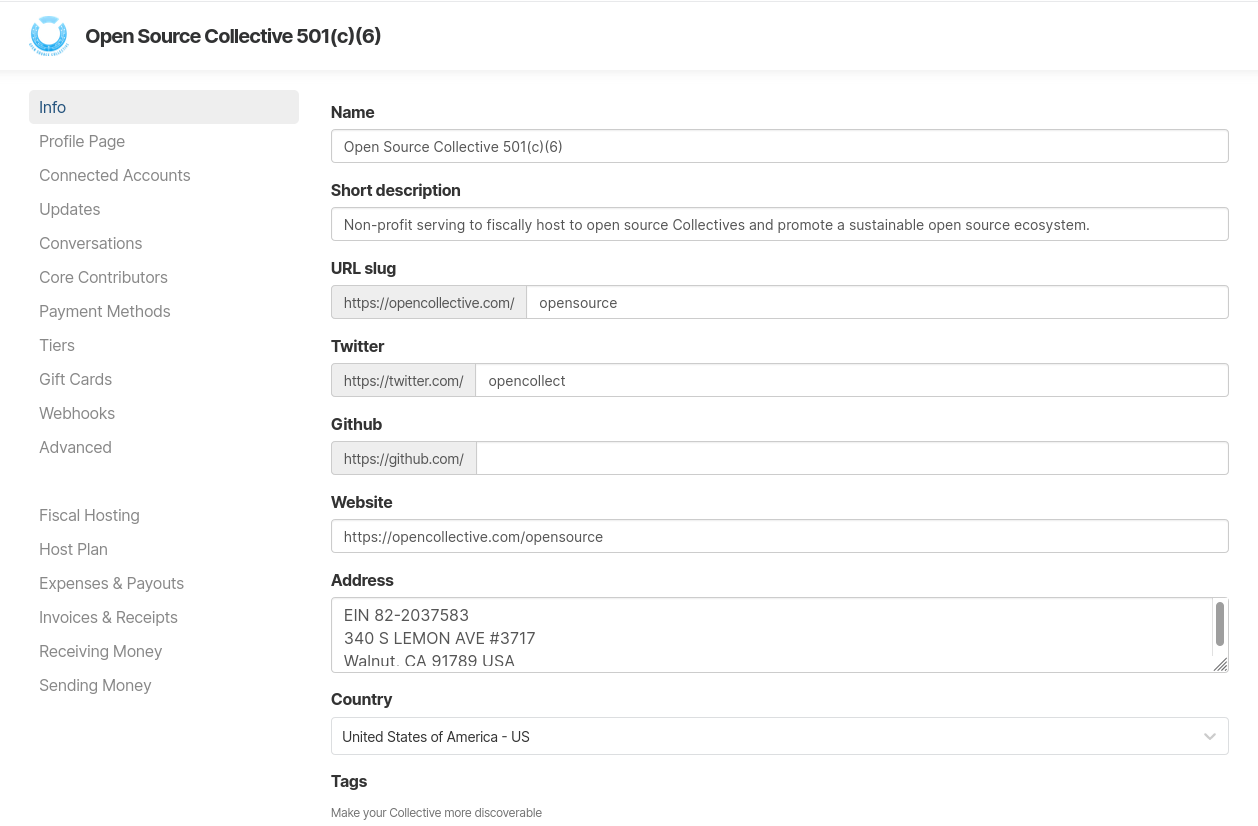 Open Source Collective 501(c)(6)
Info
Profile Page
Connected Accounts
Updates
Conversations
Core Contributors
Payment Methods
Tiers
Gift Cards
Webhooks
Advanced
Fiscal Hosting
Host Plan
Expenses & Payouts
Invoices & Receipts
Receiving Money
Sending Money
Name
Open Source Collective 501(c)(6)
Short description
Non-profit serving to fiscally host to open source Collectives and promote a sustainable open source ecosystem.
URL slug
https://opencollective.com/ opensource
Twitter
https://twitter.com/ opencollect
Github
https://github.com/
Website
https://opencollective.com/opensource
Address
EIN 82-2037583
340 S LEMON AVE #3717
Walnut, CA 91789 USA
Country
United States of America - US
Tags
Make your Collective more discoverable